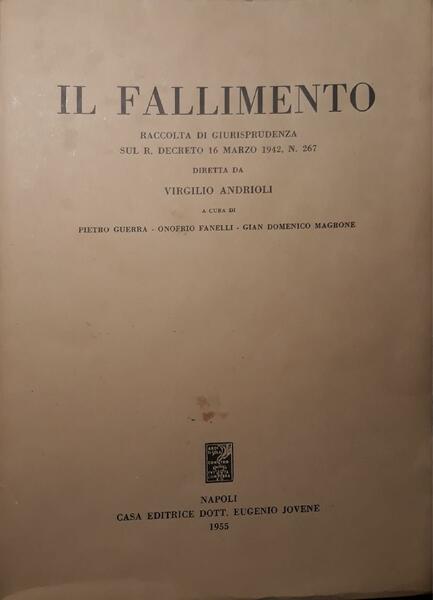 IL FALLIMENTO
RACCOLTA DI GIURISPRUDENZA
SUL R. DECRETO 16 MARZO 1942, N. 267
DIRETTA DA
VIRGILIO ANDRIOLI
A CURA DI
PIETRO GUERRA - ONOFRIO FANELLI - GIAN DOMENICO MAGRONE
NAPOLI
CASA EDITRICE DOTT. EUGENIO JOVENE
1955